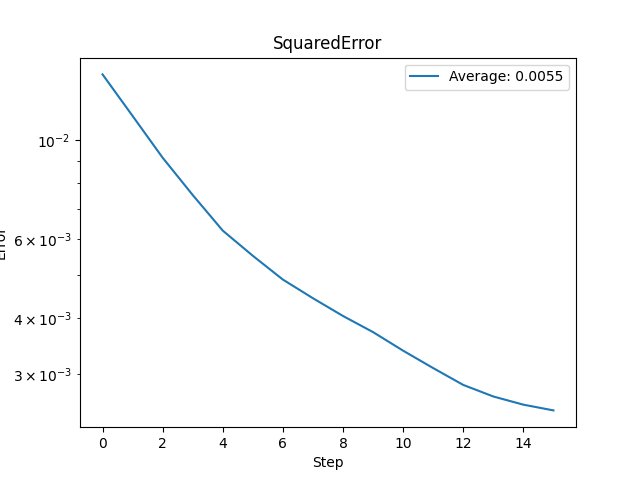 SquaredError
Average: 0.0055
10⁻²
6 × 10⁻³
4 × 10⁻³
3 × 10⁻³
Error
0 2 4 6 8 10 12 14
Step